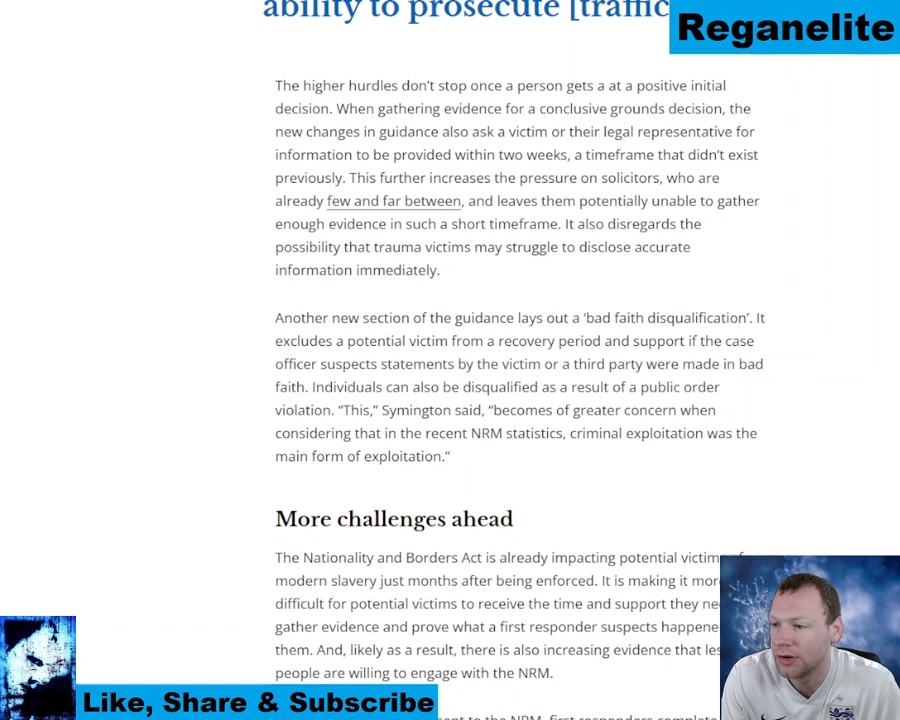 ability to prosecute [traffic
Reganelite
The higher hurdles don’t stop once a person gets a at a positive initial
decision. When gathering evidence for a conclusive grounds decision, the
new changes in guidance also ask a victim or their legal representative for
information to be provided within two weeks, a timeframe that didn’t exist
previously. This further increases the pressure on solicitors, who are
already few and far between, and leaves them potentially unable to gather
enough evidence in such a short timeframe. It also disregards the
possibility that trauma victims may struggle to disclose accurate
information immediately.
Another new section of the guidance lays out a ‘bad faith disqualification’. It
excludes a potential victim from a recovery period and support if the case
officer suspects statements by the victim or a third party were made in bad
faith. Individuals can also be disqualified as a result of a public order
violation. “This,” Symington said, “becomes of greater concern when
considering that in the recent NRM statistics, criminal exploitation was the
main form of exploitation.”
More challenges ahead
The Nationality and Borders Act is already impacting potential victims of
modern slavery just months after being enforced. It is making it more
difficult for potential victims to receive the time and support they
gather evidence and prove what a first responder suspects
them. And, likely as a result, there is also increasing evidence that
people are willing to engage with the NRM.
to the NRM, first responders
Like, Share & Subscribe